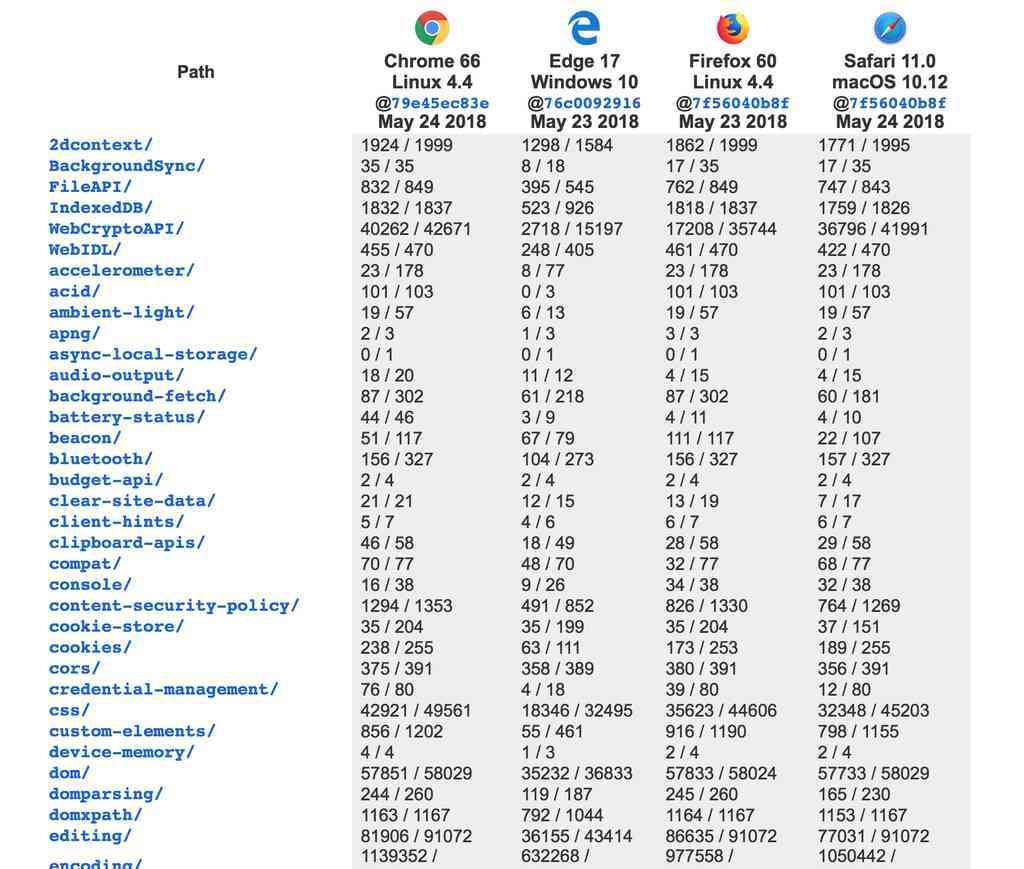 Path Chrome 66 Edge 17 Firefox 60 Safari 11.0
Linux 4.4 Windows 10 Linux 4.4 macOS 10.12
@79e45ec83e @76c0092916 @7f56040b8f @7f56040b8f
May 24 2018 May 23 2018 May 23 2018 May 24 2018
2dcontext/ 1924 / 1999 1298 / 1584 1862 / 1999 1771 / 1995
BackgroundSync/ 35 / 35 8 / 18 17 / 35 17 / 35
FileAPI/ 832 / 849 395 / 545 762 / 849 747 / 843
IndexedDB/ 1832 / 1837 523 / 926 1818 / 1837 1759 / 1826
WebCryptoAPI/ 40262 / 42671 2718 / 15197 17208 / 35744 36796 / 41991
WebIDL/ 455 / 470 248 / 405 461 / 470 422 / 470
accelerometer/ 23 / 178 8 / 77 23 / 178 23 / 178
acid/ 101 / 103 0 / 3 101 / 103 101 / 103
ambient-light/ 19 / 57 6 / 13 19 / 57 19 / 57
apng/ 2 / 3 1 / 3 3 / 3 2 / 3
async-local-storage/ 0 / 1 0 / 1 0 / 1 0 / 1
audio-output/ 18 / 20 11 / 12 4 / 15 4 / 15
background-fetch/ 87 / 302 61 / 218 87 / 302 60 / 181
battery-status/ 44 / 46 3 / 9 4 / 11 4 / 10
beacon/ 51 / 117 67 / 79 111 / 117 22 / 107
bluetooth/ 156 / 327 104 / 273 156 / 327 157 / 327
budget-api/ 2 / 4 2 / 4 2 / 4 2 / 4
clear-site-data/ 21 / 21 12 / 15 13 / 19 7 / 17
client-hints/ 5 / 7 4 / 6 6 / 7 6 / 7
clipboard-apis/ 46 / 58 18 / 49 28 / 58 29 / 58
compat/ 70 / 77 48 / 70 32 / 77 68 / 77
console/ 16 / 38 9 / 26 34 / 38 32 / 38
content-security-policy/ 1294 / 1353 491 / 852 826 / 1330 764 / 1269
cookie-store/ 35 / 204 35 / 199 35 / 204 37 / 151
cookies/ 238 / 255 63 / 111 173 / 253 189 / 255
cors/ 375 / 391 358 / 389 380 / 391 356 / 391
credential-management/ 76 / 80 4 / 18 39 / 80 12 / 80
css/ 42921 / 49561 18346 / 32495 35623 / 44606 32348 / 45203
custom-elements/ 856 / 1202 55 / 461 916 / 1190 798 / 1155
device-memory/ 4 / 4 1 / 3 2 / 4 2 / 4
dom/ 57851 / 58029 35232 / 36833 57833 / 58024 57733 / 58029
domparsing/ 244 / 260 119 / 187 245 / 260 165 / 230
domxpath/ 1163 / 1167 792 / 1044 1164 / 1167 1153 / 1167
editing/ 81906 / 91072 36155 / 43414 86635 / 91072 77031 / 91072
encoding/ 1139352 / 632268 / 977558 / 1050442 /